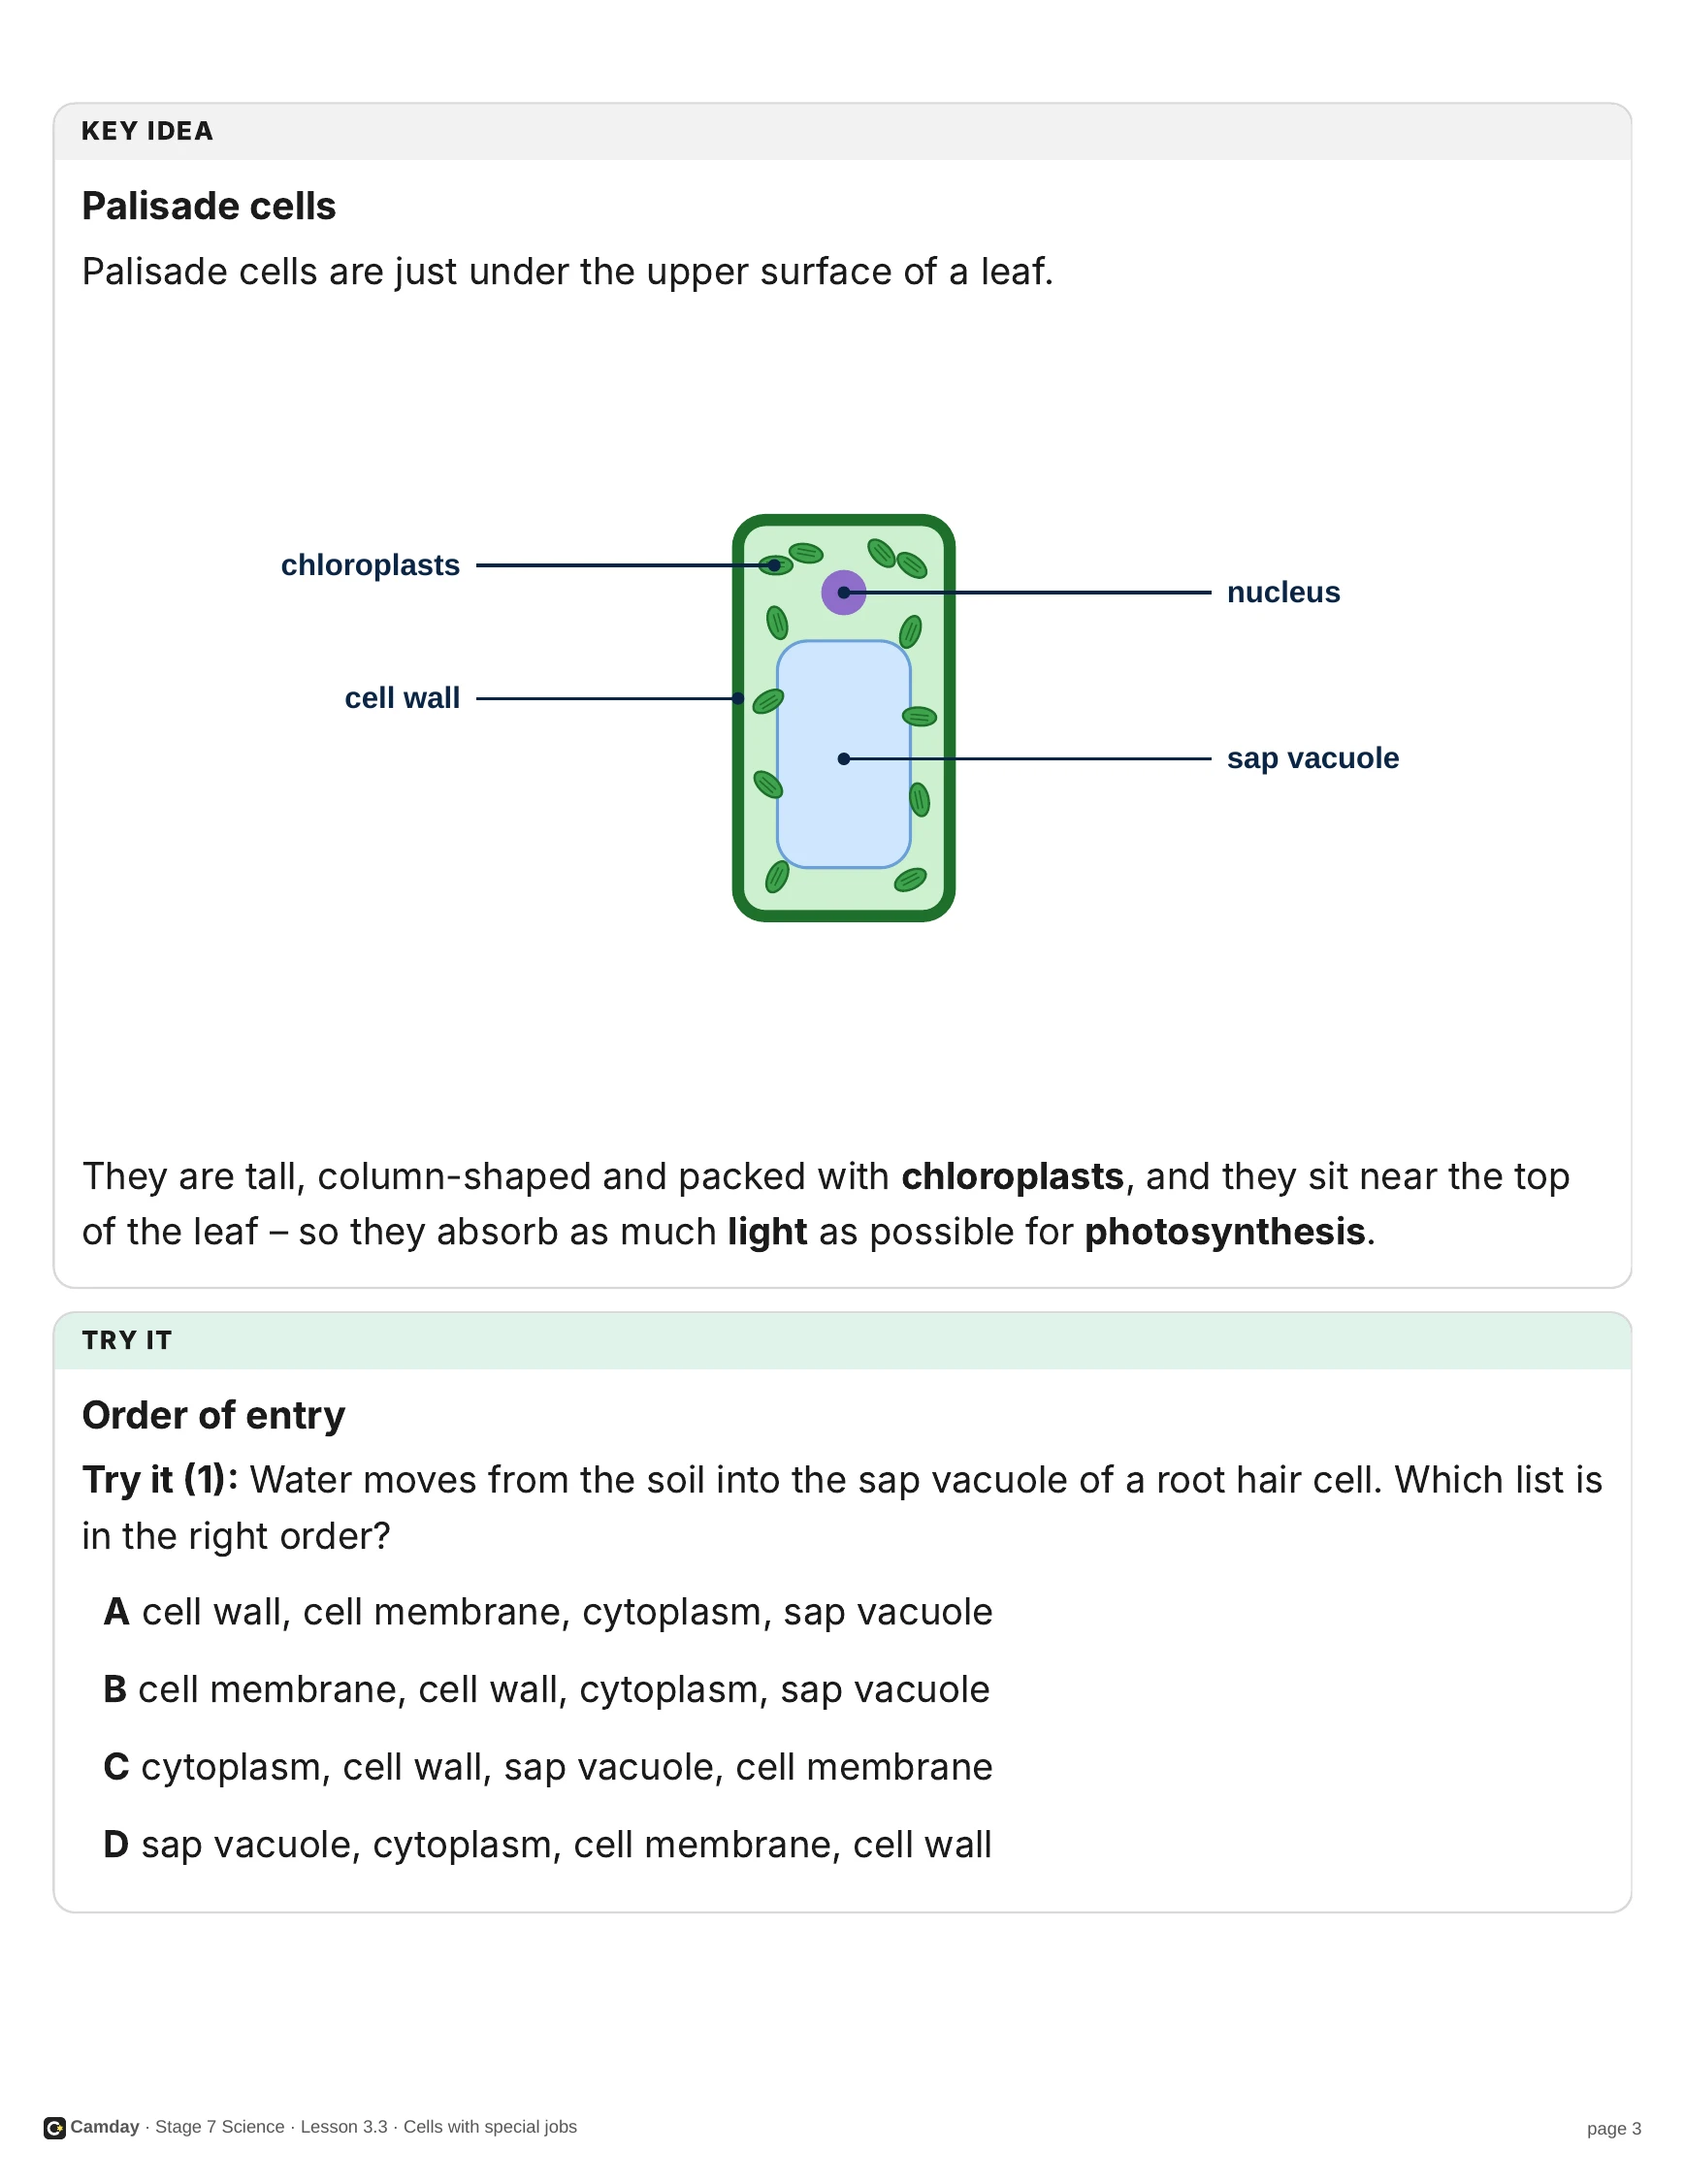 KEY IDEA
Palisade cells
Palisade cells are just under the upper surface of a leaf.
chloroplasts
nucleus
cell wall
sap vacuole
They are tall, column-shaped and packed with chloroplasts, and they sit near the top
of the leaf – so they absorb as much light as possible for photosynthesis.
TRY IT
Order of entry
Try it (1): Water moves from the soil into the sap vacuole of a root hair cell. Which list is
in the right order?
A cell wall, cell membrane, cytoplasm, sap vacuole
B cell membrane, cell wall, cytoplasm, sap vacuole
C cytoplasm, cell wall, sap vacuole, cell membrane
D sap vacuole, cytoplasm, cell membrane, cell wall
Camday · Stage 7 Science · Lesson 3.3 · Cells with special jobs
page 3